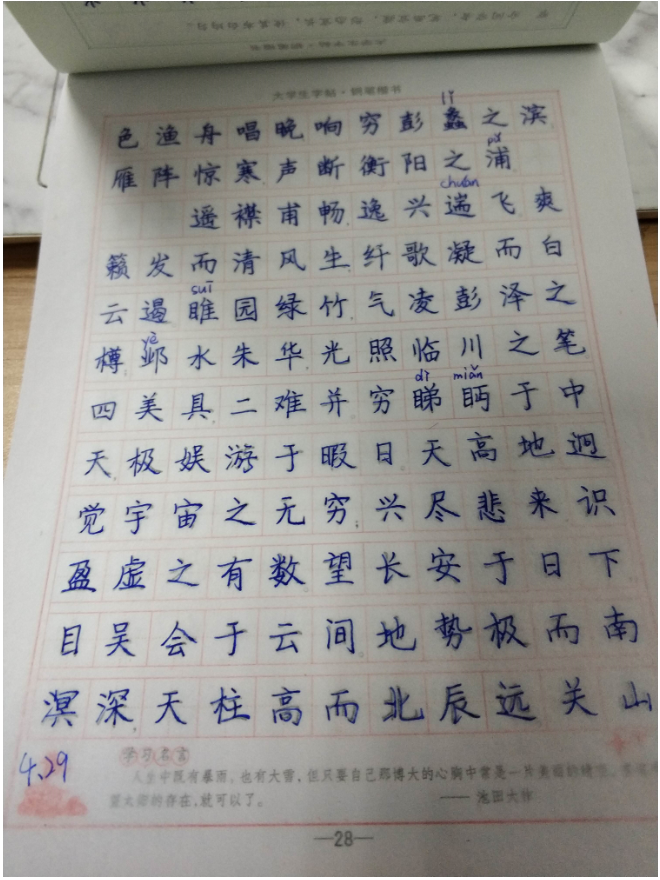 大学生字帖·钢笔楷书
lí
色渔舟唱晚响穷彭蠡之滨
pǔ
雁阵惊寒声断衡阳之浦
chuán
遥襟甫畅逸兴遄飞爽
籁发而清风生纤歌凝而白
suī
云遏睢园绿竹气凌彭泽之
yè
樽邺水朱华光照临川之笔
dì miǎn
四美具二难并穷睇眄于中
天极娱游于暇日天高地迥
觉宇宙之无穷兴尽悲来识
盈虚之有数望长安于日下
目吴会于云间地势极而南
溟深天柱高而北辰远关山
4.29
学习名言
人生中既有暴雨，也有大雪，但只要自己那博大的心胸中常是一片美丽的
的存在，就可以了。 —— 池田大作
—28—